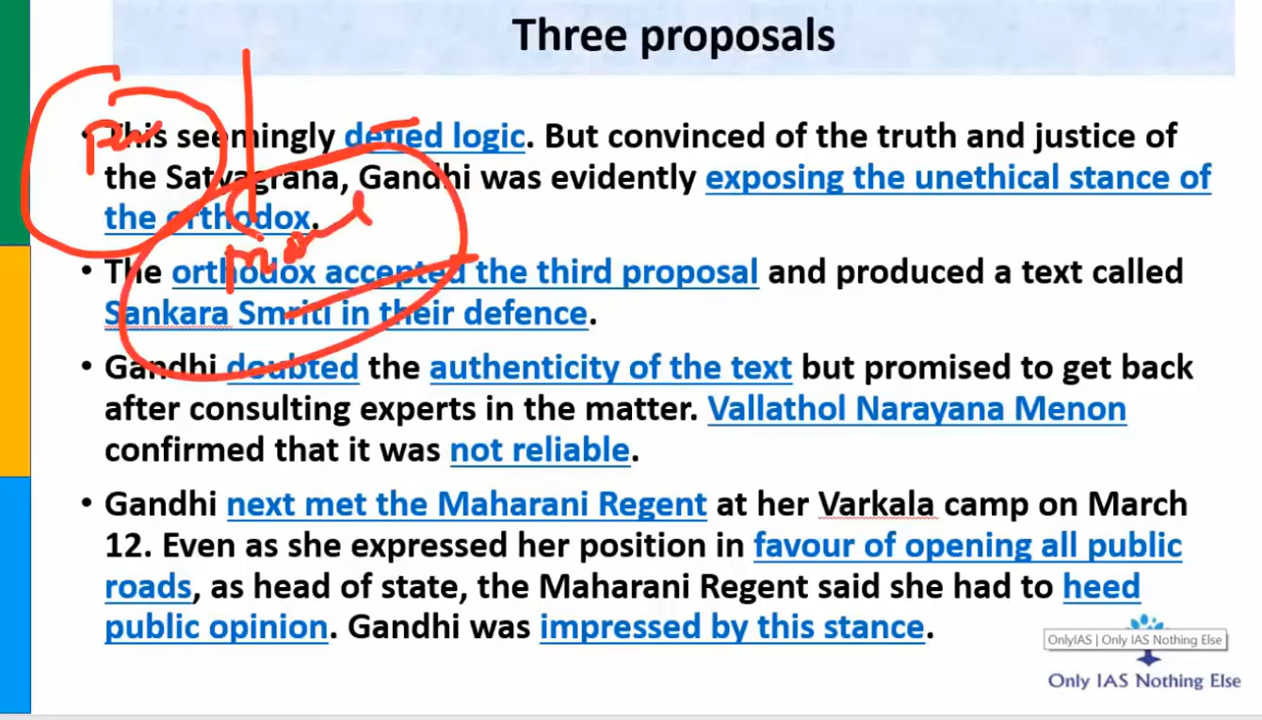 Three proposals
• This seemingly defied logic. But convinced of the truth and justice of
the Satyagraha, Gandhi was evidently exposing the unethical stance of
the orthodox.
• The orthodox accepted the third proposal and produced a text called
Sankara Smriti in their defence.
• Gandhi doubted the authenticity of the text but promised to get back
after consulting experts in the matter. Vallathol Narayana Menon
confirmed that it was not reliable.
• Gandhi next met the Maharani Regent at her Varkala camp on March
12. Even as she expressed her position in favour of opening all public
roads, as head of state, the Maharani Regent said she had to heed
public opinion. Gandhi was impressed by this stance.
OnlyIAS | Only IAS Nothing Else
Only IAS Nothing Else